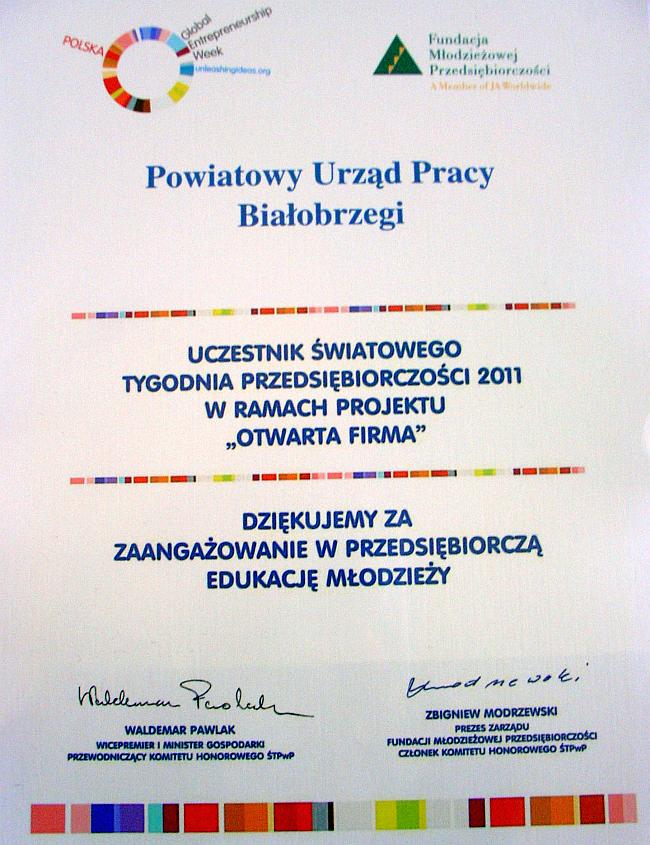 POLSKA
Global
Entrepreneurship
Week
unleashingideas.org
Fundacja
Młodzieżowej
Przedsiębiorczości
A Member of JA Worldwide
Powiatowy Urząd Pracy
Białobrzegi
UCZESTNIK ŚWIATOWEGO
TYGODNIA PRZEDSIĘBIORCZOŚCI 2011
W RAMACH PROJEKTU
„OTWARTA FIRMA”
DZIĘKUJEMY ZA
ZAANGAŻOWANIE W PRZEDSIĘBIORCZĄ
EDUKACJĘ MŁODZIEŻY
Waldemar Pawlak
WALDEMAR PAWLAK
WICEPREMIER I MINISTER GOSPODARKI
PRZEWODNICZĄCY KOMITETU HONOROWEGO ŚTPwP
ZBIGNIEW MODRZEWSKI
PREZES ZARZĄDU
FUNDACJI MŁODZIEŻOWEJ PRZEDSIĘBIORCZOŚCI
CZŁONEK KOMITETU HONOROWEGO ŚTPwP